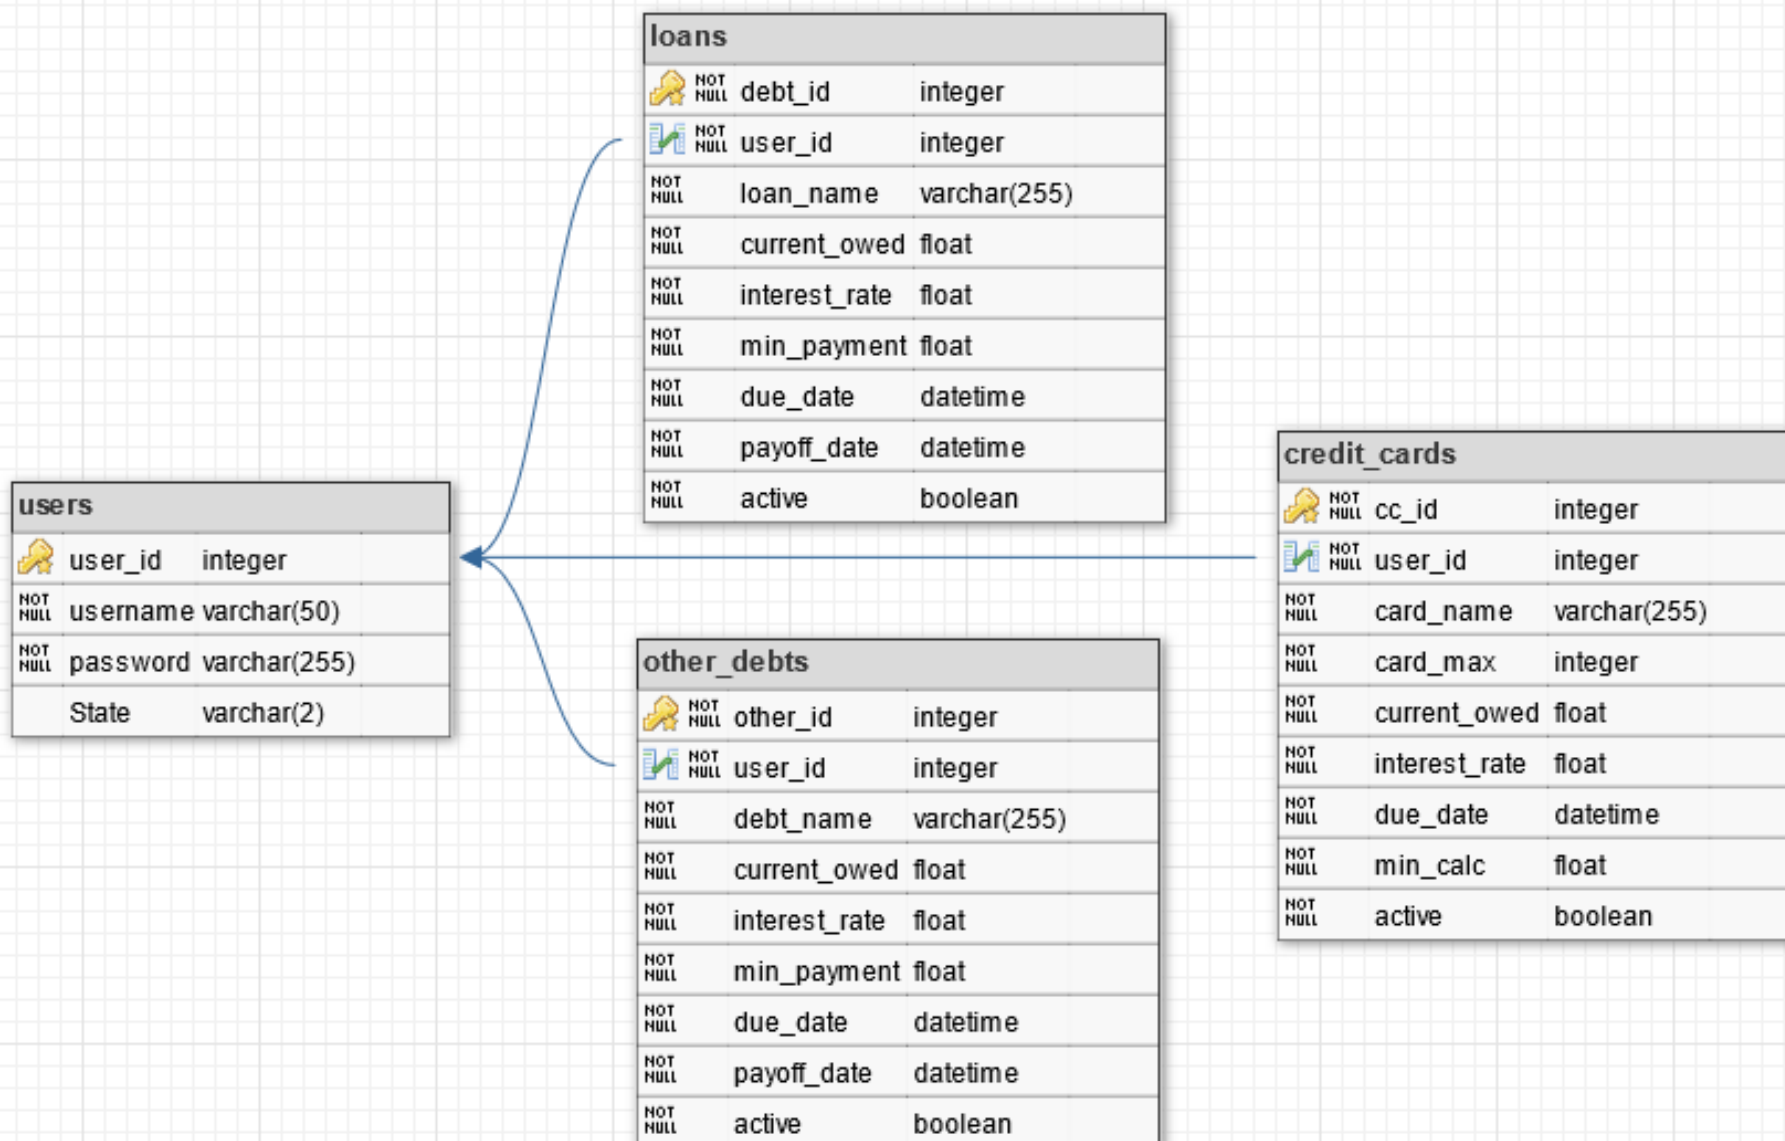 loans
NOT NULL debt_id integer
NOT NULL user_id integer
NOT NULL loan_name varchar(255)
NOT NULL current_owed float
NOT NULL interest_rate float
NOT NULL min_payment float
NOT NULL due_date datetime
NOT NULL payoff_date datetime
NOT NULL active boolean
users
user_id integer
NOT NULL username varchar(50)
NOT NULL password varchar(255)
State varchar(2)
credit_cards
NOT NULL cc_id integer
NOT NULL user_id integer
NOT NULL card_name varchar(255)
NOT NULL card_max integer
NOT NULL current_owed float
NOT NULL interest_rate float
NOT NULL due_date datetime
NOT NULL min_calc float
NOT NULL active boolean
other_debts
NOT NULL other_id integer
NOT NULL user_id integer
NOT NULL debt_name varchar(255)
NOT NULL current_owed float
NOT NULL interest_rate float
NOT NULL min_payment float
NOT NULL due_date datetime
NOT NULL payoff_date datetime
NOT NULL active boolean